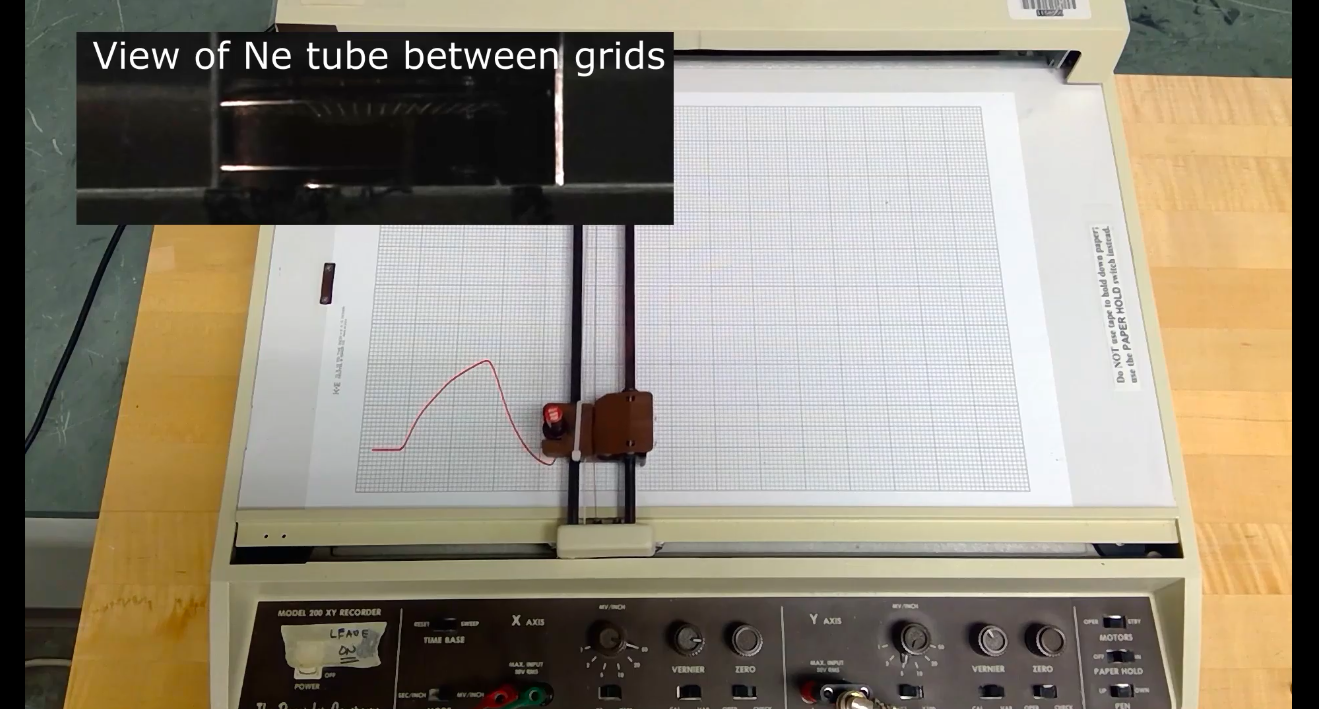 View of Ne tube between grids
Do NOT use tape to hold down paper;
use the PAPER HOLD switch instead.
MODEL 200 XY RECORDER
LEAVE
ON
OFF
POWER
RESET
SWEEP
TIME BASE
X AXIS
MV/INCH
VERNIER
ZERO
MAX. INPUT
SEC/INCH
MV/INCH
Y AXIS
MV/INCH
VERNIER
ZERO
MAX. INPUT
OPER
STBY
MOTORS
OFF
ON
PAPER HOLD
UP
DOWN
PEN